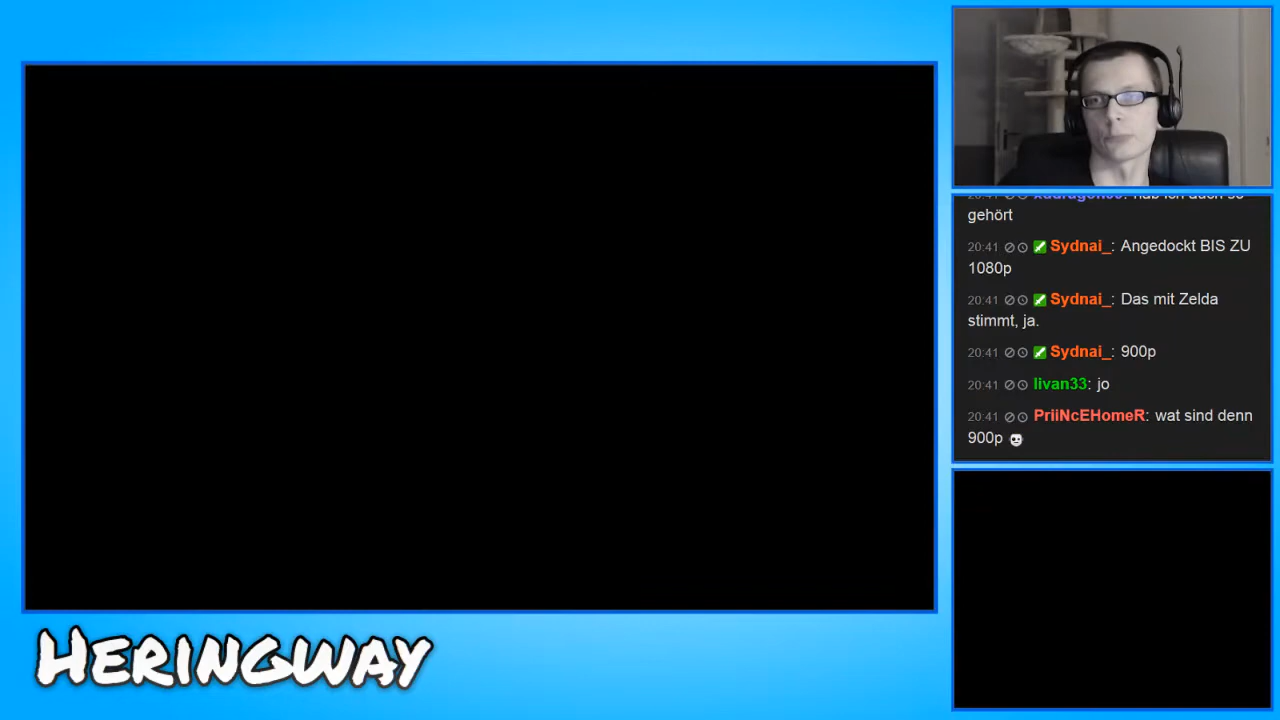 gehört
20:41 Sydnai_: Angedockt BIS ZU
1080p
20:41 Sydnai_: Das mit Zelda
stimmt, ja.
20:41 Sydnai_: 900p
20:41 livan33: jo
20:41 PriiNcEHomeR: wat sind denn
900p
HERINGWAY